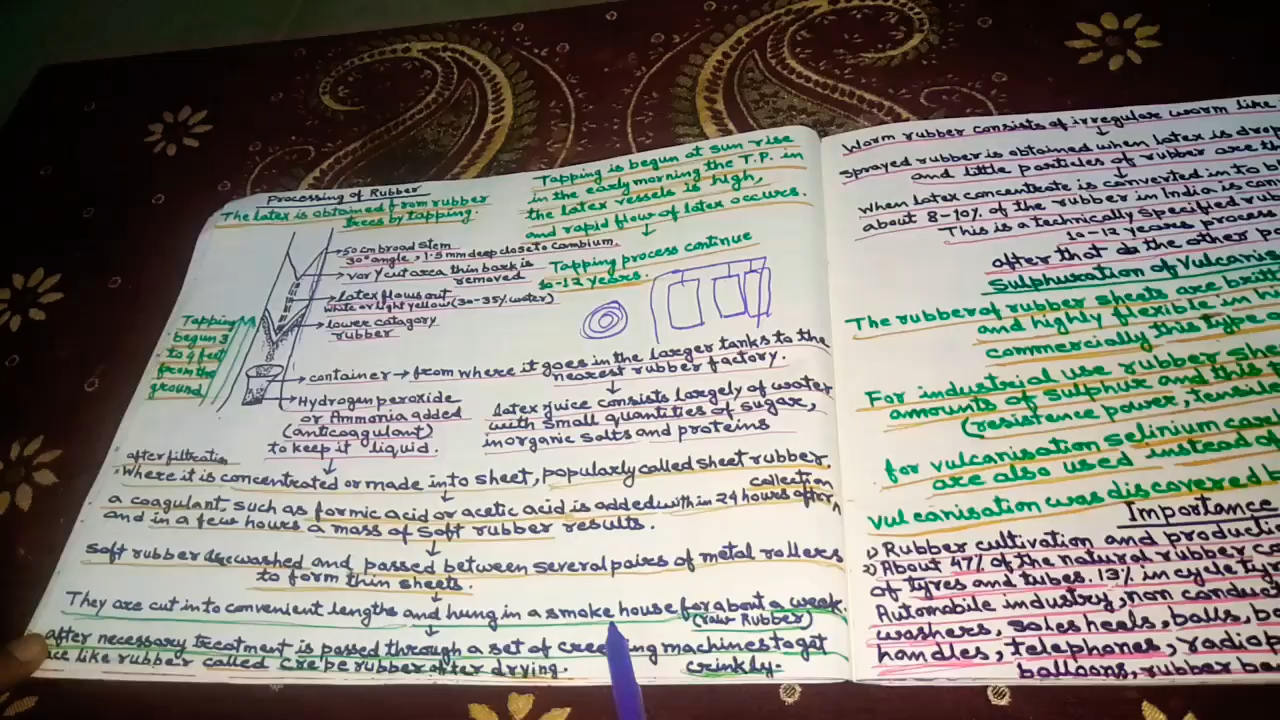 Processing of Rubber
The latex is obtained from rubber
trees by tapping.
50 cm broad stem
30° angle, 1.5 mm deep close to cambium
v or y cut area thin bark is
removed
Latex flows out
white or light yellow (30-35% water)
lower catagory
rubber
Tapping
begun 3
to 4 feet
from the
ground
container → from where it goes in the larger tanks to the
nearest rubber factory.
Hydrogen peroxide
or Ammonia added
(anticoagulant)
to keep it liquid.
Tapping is begun at sun rise
in the early morning the T.P. in
the latex vessels is high,
and rapid flow of latex occurs.
Tapping process continue
10-12 years.
Latex juice consists largely of water
with small quantities of sugar,
inorganic salts and proteins
after filtration
Where it is concentrated or made in to sheet, popularly called sheet rubber.
collection
a coagulant, such as formic acid or acetic acid is added with in 24 hours after
and in a few hours a mass of soft rubber results.
Soft rubber washed and passed between several paires of metal rollers
to form thin sheets.
They are cut in to convenient lengths and hung in a smoke house for about a weak.
(raw Rubber)
after necessary treatment is passed through a set of machines to get
like rubber called crepe rubber after drying. crinkly
Worm rubber consists of irregular worm like
sprayed rubber is obtained when latex is
and little particles of rubber are
When latex concentrate is converted in to
about 8-10% of the rubber in India is
This is a technically specified
10-12 years process
after that do the other
Sulphuration of
The rubber of rubber sheets are
and highly flexible in
commercially this type
For industrial use rubber
amounts of sulphur and this
(resistence power,
for vulcanisation selinium
are also used instead
vulcanisation was discovered
Importance
1) Rubber cultivation and
2) About 47% of the natural rubber
of tyres and tubes. 13% in cycle
Automobile industry, non
washers, soles heals, balls,
handles, telephones,
balloons, rubber